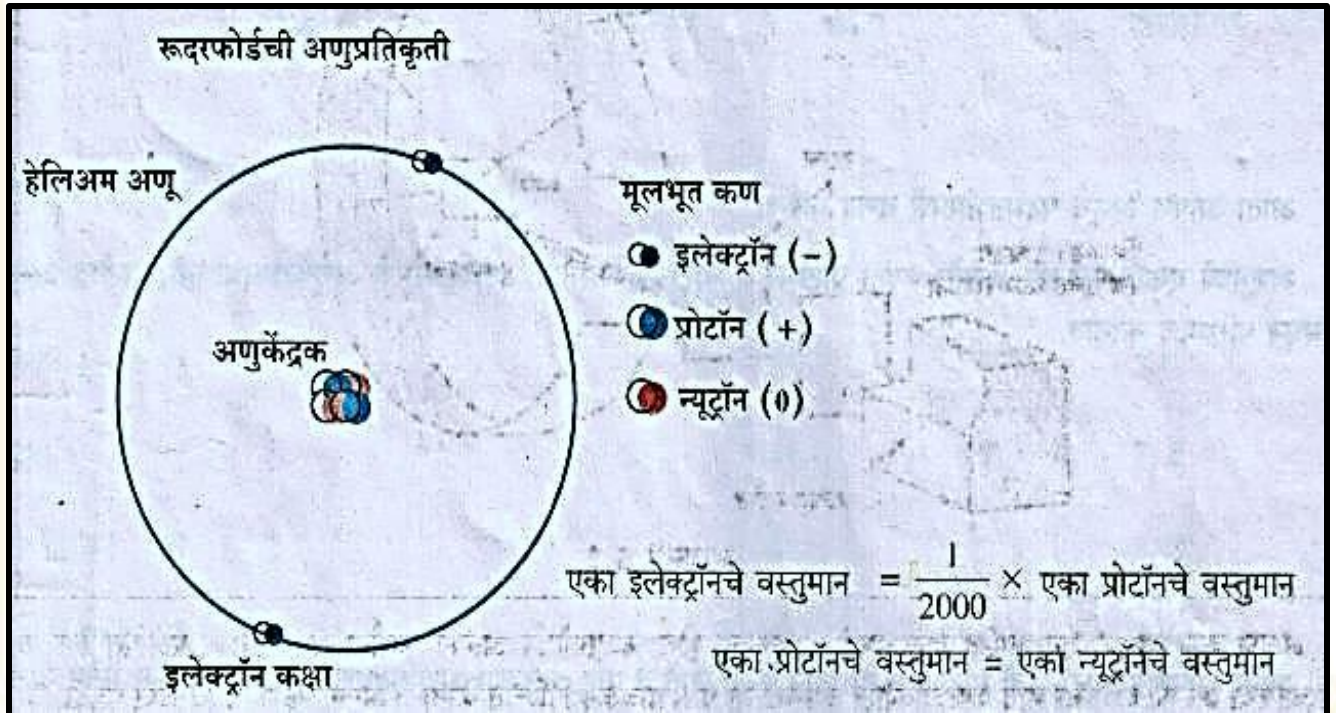 रूदरफोर्डची अणुप्रतिकृती
हेलिअम अणू
अणुकेंद्रक
इलेक्ट्रॉन कक्षा
मूलभूत कण
इलेक्ट्रॉन (−)
प्रोटॉन (+)
न्यूट्रॉन (0)
एका इलेक्ट्रॉनचे वस्तुमान = 1/2000 × एका प्रोटॉनचे वस्तुमान
एका प्रोटॉनचे वस्तुमान = एका न्यूट्रॉनचे वस्तुमान